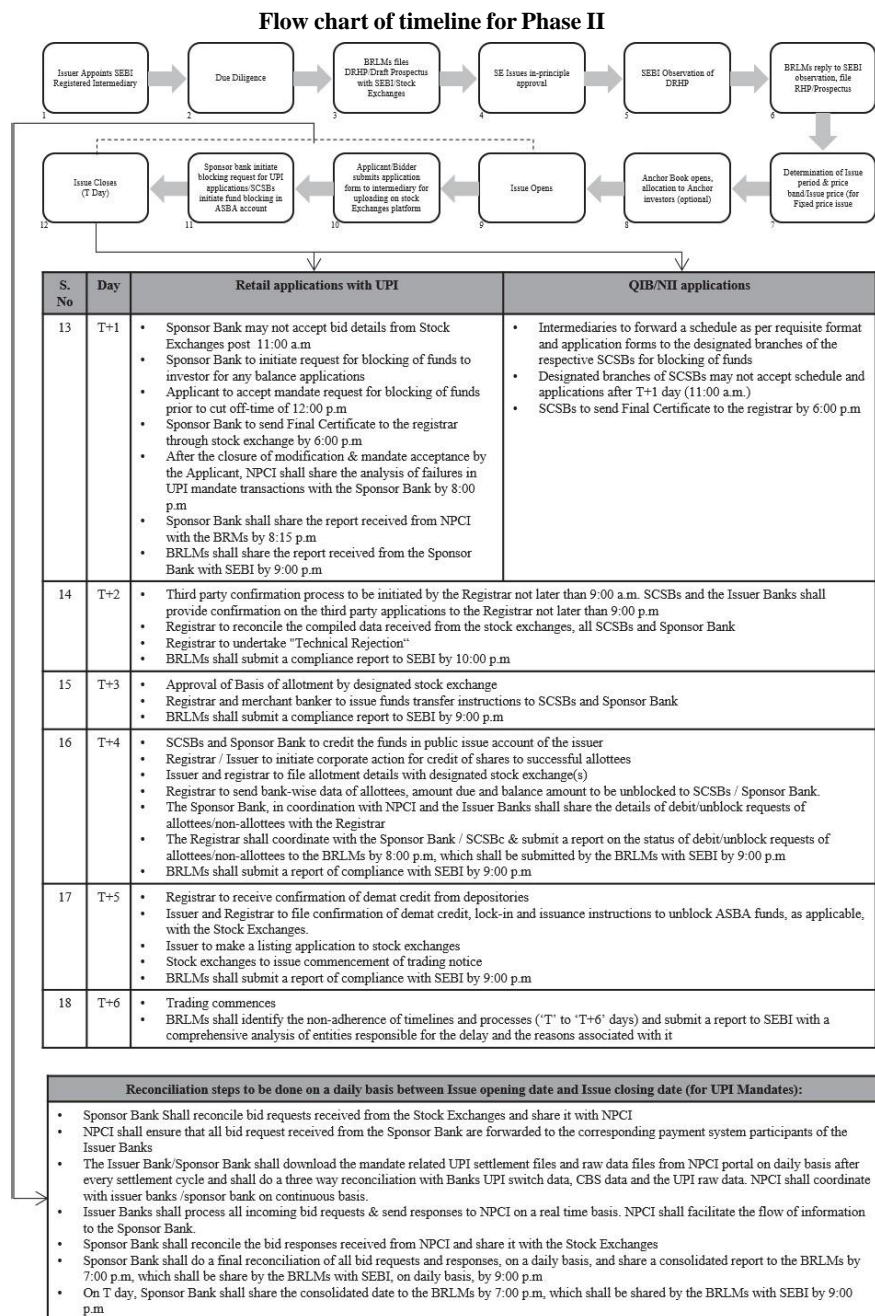 Flow chart of timeline for Phase II
Issuer Appoints SEBI
Registered Intermediary
1
Due Diligence
2
BRLMs files
DRHP/Draft Prospectus
with SEBI/Stock
Exchanges
3
SE Issues in-principle
approval
4
SEBI Observation of
DRHP
5
BRLMs reply to SEBI
observation, file
RHP/Prospectus
6
Determination of Issue
period & price
band/Issue price (for
Fixed price issue
7
Anchor Book opens,
allocation to Anchor
investors (optional)
8
Issue Opens
9
Applicant/Bidder
submits application
form to intermediary for
uploading on stock
Exchanges platform
10
Sponsor bank initiate
blocking request for UPI
applications/SCSBs
initiate fund blocking in
ASBA account
11
Issue Closes
(T Day)
12
S.
No
Day
Retail applications with UPI
QIB/NII applications
13
T+1
• Sponsor Bank may not accept bid details from Stock
Exchanges post 11:00 a.m
• Sponsor Bank to initiate request for blocking of funds to
investor for any balance applications
• Applicant to accept mandate request for blocking of funds
prior to cut off-time of 12:00 p.m
• Sponsor Bank to send Final Certificate to the registrar
through stock exchange by 6:00 p.m
• After the closure of modification & mandate acceptance by
the Applicant, NPCI shall share the analysis of failures in
UPI mandate transactions with the Sponsor Bank by 8:00
p.m
• Sponsor Bank shall share the report received from NPCI
with the BRMs by 8:15 p.m
• BRLMs shall share the report received from the Sponsor
Bank with SEBI by 9:00 p.m
• Intermediaries to forward a schedule as per requisite format
and application forms to the designated branches of the
respective SCSBs for blocking of funds
• Designated branches of SCSBs may not accept schedule and
applications after T+1 day (11:00 a.m.)
• SCSBs to send Final Certificate to the registrar by 6:00 p.m
14
T+2
• Third party confirmation process to be initiated by the Registrar not later than 9:00 a.m. SCSBs and the Issuer Banks shall
provide confirmation on the third party applications to the Registrar not later than 9:00 p.m
• Registrar to reconcile the compiled data received from the stock exchanges, all SCSBs and Sponsor Bank
• Registrar to undertake "Technical Rejection“
• BRLMs shall submit a compliance report to SEBI by 10:00 p.m
15
T+3
• Approval of Basis of allotment by designated stock exchange
• Registrar and merchant banker to issue funds transfer instructions to SCSBs and Sponsor Bank
• BRLMs shall submit a compliance report to SEBI by 9:00 p.m
16
T+4
• SCSBs and Sponsor Bank to credit the funds in public issue account of the issuer
• Registrar / Issuer to initiate corporate action for credit of shares to successful allottees
• Issuer and registrar to file allotment details with designated stock exchange(s)
• Registrar to send bank-wise data of allottees, amount due and balance amount to be unblocked to SCSBs / Sponsor Bank.
• The Sponsor Bank, in coordination with NPCI and the Issuer Banks shall share the details of debit/unblock requests of
allottees/non-allottees with the Registrar
• The Registrar shall coordinate with the Sponsor Bank / SCSBc & submit a report on the status of debit/unblock requests of
allottees/non-allottees to the BRLMs by 8:00 p.m, which shall be submitted by the BRLMs with SEBI by 9:00 p.m
• BRLMs shall submit a report of compliance with SEBI by 9:00 p.m
17
T+5
• Registrar to receive confirmation of demat credit from depositories
• Issuer and Registrar to file confirmation of demat credit, lock-in and issuance instructions to unblock ASBA funds, as applicable,
with the Stock Exchanges.
• Issuer to make a listing application to stock exchanges
• Stock exchanges to issue commencement of trading notice
• BRLMs shall submit a report of compliance with SEBI by 9:00 p.m
18
T+6
• Trading commences
• BRLMs shall identify the non-adherence of timelines and processes (‘T’ to ‘T+6’ days) and submit a report to SEBI with a
comprehensive analysis of entities responsible for the delay and the reasons associated with it
Reconciliation steps to be done on a daily basis between Issue opening date and Issue closing date (for UPI Mandates):
• Sponsor Bank Shall reconcile bid requests received from the Stock Exchanges and share it with NPCI
• NPCI shall ensure that all bid request received from the Sponsor Bank are forwarded to the corresponding payment system participants of the
Issuer Banks
• The Issuer Bank/Sponsor Bank shall download the mandate related UPI settlement files and raw data files from NPCI portal on daily basis after
every settlement cycle and shall do a three way reconciliation with Banks UPI switch data, CBS data and the UPI raw data. NPCI shall coordinate
with issuer banks /sponsor bank on continuous basis.
• Issuer Banks shall process all incoming bid requests & send responses to NPCI on a real time basis. NPCI shall facilitate the flow of information
to the Sponsor Bank.
• Sponsor Bank shall reconcile the bid responses received from NPCI and share it with the Stock Exchanges
• Sponsor Bank shall do a final reconciliation of all bid requests and responses, on a daily basis, and share a consolidated report to the BRLMs by
7:00 p.m, which shall be share by the BRLMs with SEBI, on daily basis, by 9:00 p.m
• On T day, Sponsor Bank shall share the consolidated date to the BRLMs by 7:00 p.m, which shall be shared by the BRLMs with SEBI by 9:00
p.m